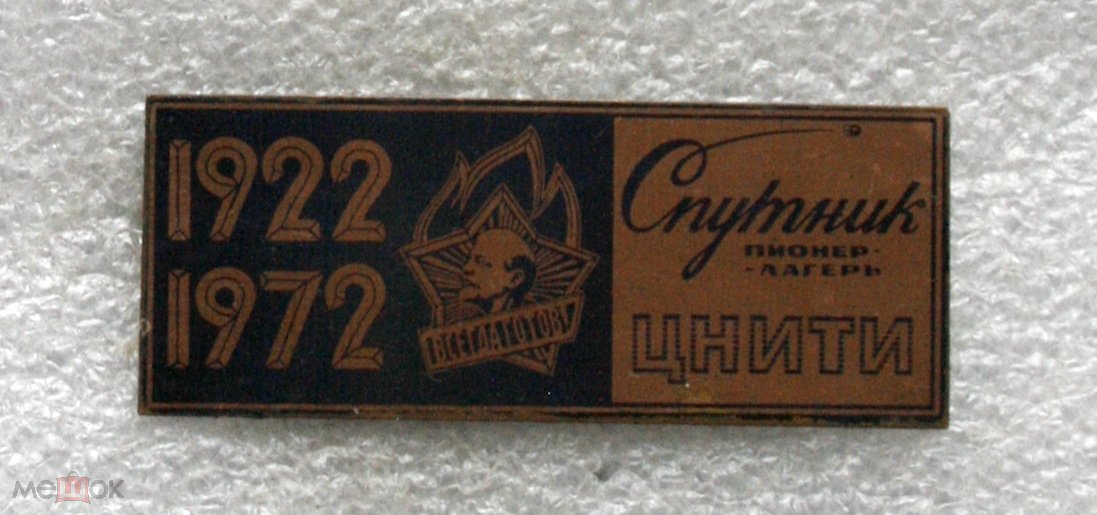 1922
1972
ВСЕГДА ГОТОВ!
Спутник
ПИОНЕР-
-ЛАГЕРЬ
ЦНИТИ
мешок